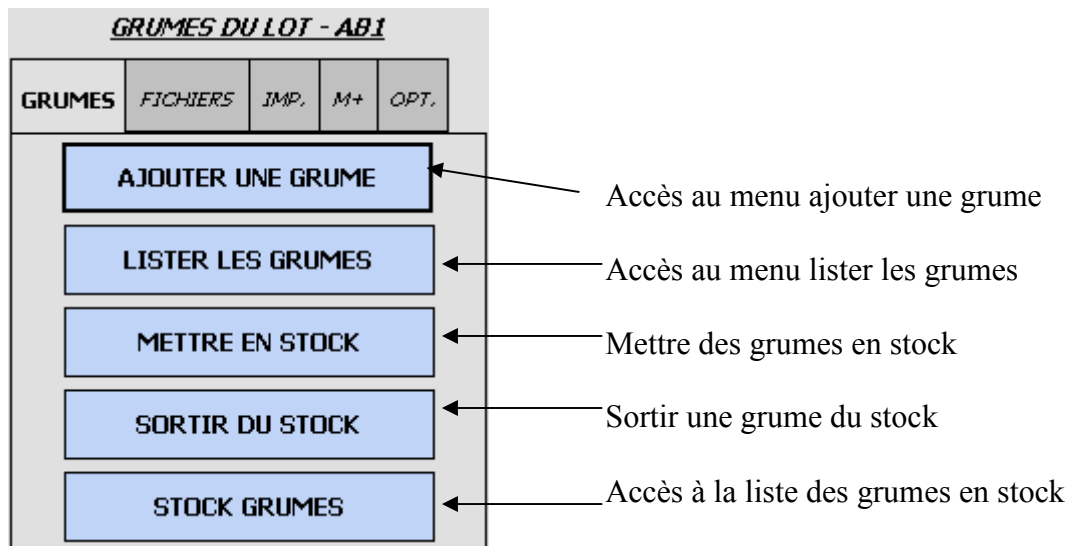 GRUMES DU LOT - AB1
GRUMES FICHIERS IMP. M+ OPT.
AJOUTER UNE GRUME
Accès au menu ajouter une grume
LISTER LES GRUMES
Accès au menu lister les grumes
METTRE EN STOCK
Mettre des grumes en stock
SORTIR DU STOCK
Sortir une grume du stock
STOCK GRUMES
Accès à la liste des grumes en stock